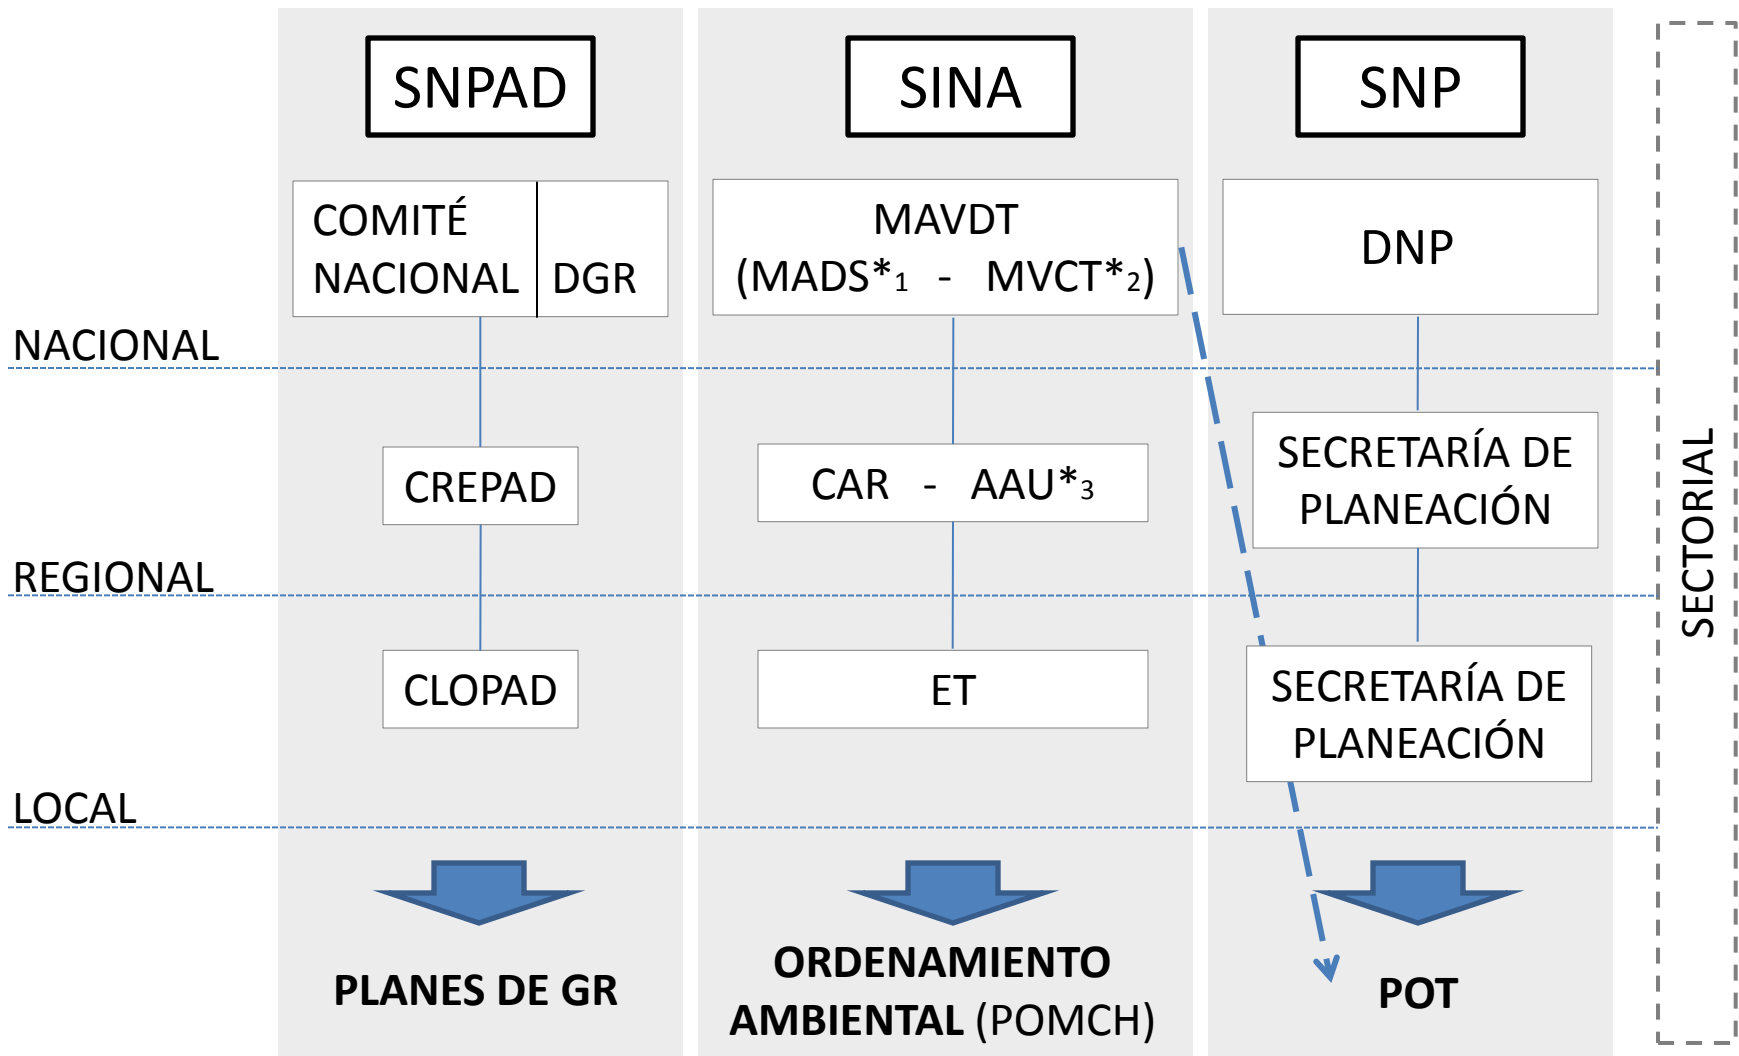 SNPAD
SINA
SNP
COMITÉ
NACIONAL
DGR
MAVDT
(MADS*1 - MVCT*2)
DNP
NACIONAL
CREPAD
CAR - AAU*3
SECRETARÍA DE
PLANEACIÓN
SECTORIAL
REGIONAL
CLOPAD
ET
SECRETARÍA DE
PLANEACIÓN
LOCAL
PLANES DE GR
ORDENAMIENTO
AMBIENTAL (POMCH)
POT